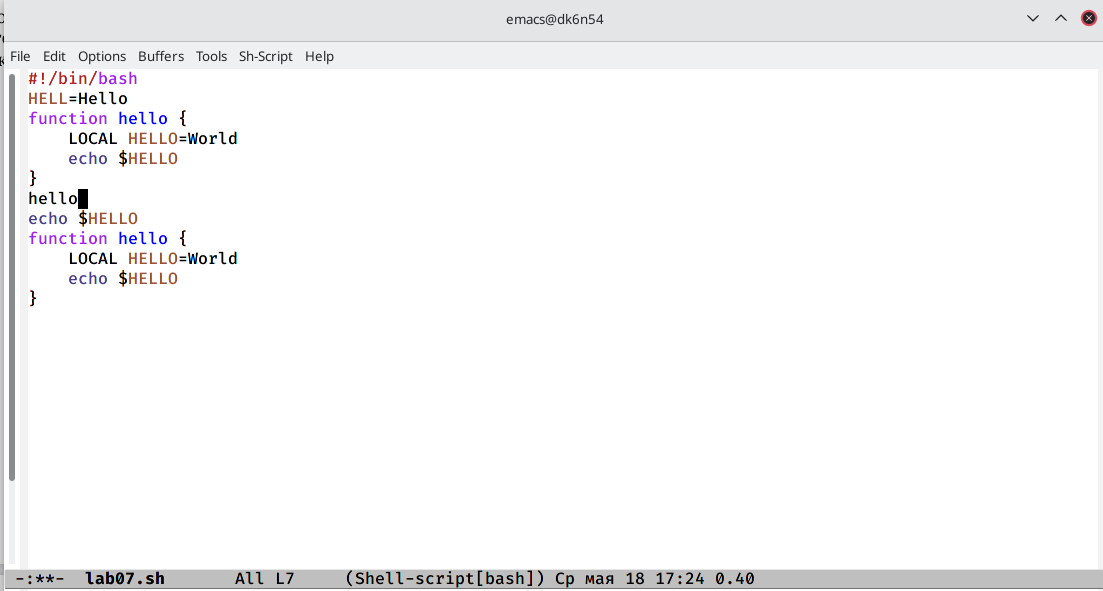 emacs@dk6n54
File Edit Options Buffers Tools Sh-Script Help
#!/bin/bash
HELL=Hello
function hello {
    LOCAL HELLO=World
    echo $HELLO
}
hello
echo $HELLO
function hello {
    LOCAL HELLO=World
    echo $HELLO
}
-:**-  lab07.sh       All L7     (Shell-script[bash]) Ср мая 18 17:24 0.40